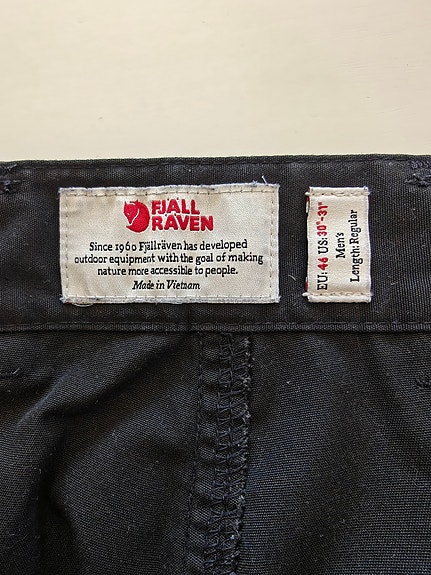 FJALL
RÄVEN
Since 1960 Fjällräven has developed
outdoor equipment with the goal of making
nature more accessible to people.
Made in Vietnam
EU: 46 US: 30"-31"
Men's
Length: Regular